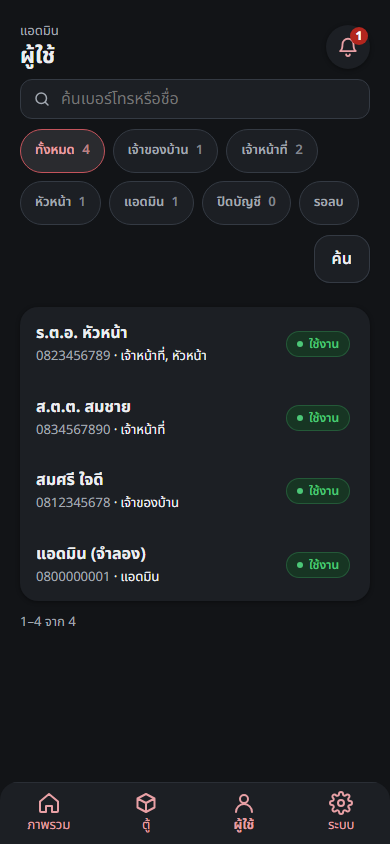 แอดมิน
ผู้ใช้
1
ค้นเบอร์โทรหรือชื่อ
ทั้งหมด 4
เจ้าของบ้าน 1
เจ้าหน้าที่ 2
หัวหน้า 1
แอดมิน 1
ปิดบัญชี 0
รอลบ
ค้น
ร.ต.อ. หัวหน้า
0823456789 · เจ้าหน้าที่, หัวหน้า
ใช้งาน
ส.ต.ต. สมชาย
0834567890 · เจ้าหน้าที่
ใช้งาน
สมศรี ใจดี
0812345678 · เจ้าของบ้าน
ใช้งาน
แอดมิน (จำลอง)
0800000001 · แอดมิน
ใช้งาน
1–4 จาก 4
ภาพรวม
ตู้
ผู้ใช้
ระบบ